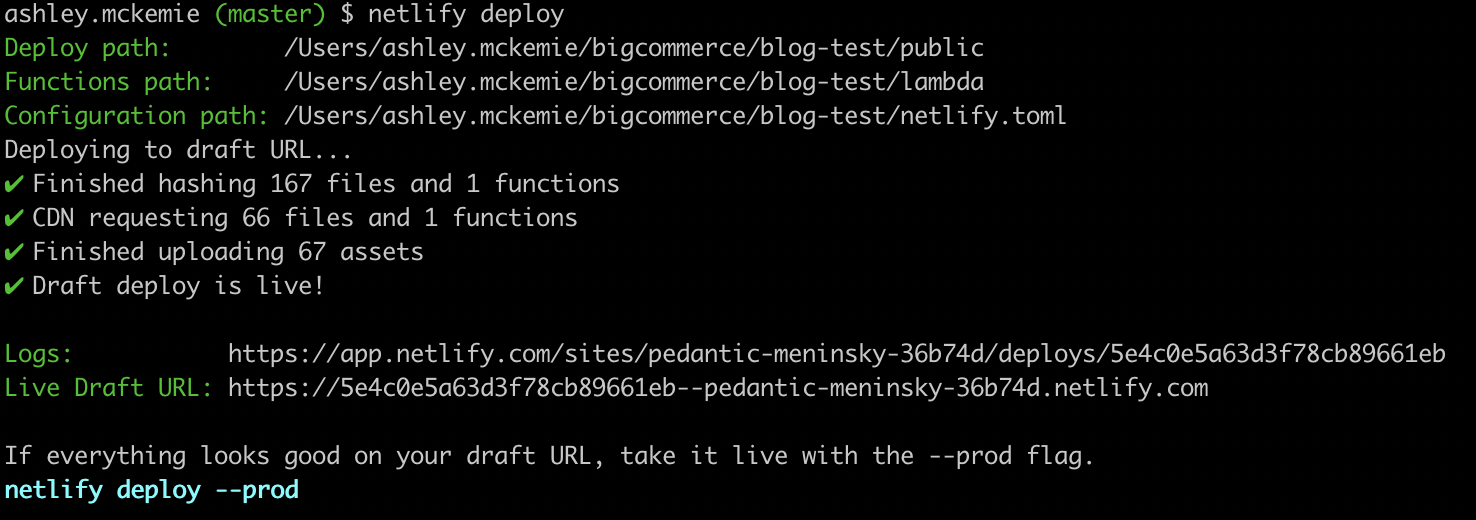 ashley.mckemie (master) $ netlify deploy
Deploy path:        /Users/ashley.mckemie/bigcommerce/blog-test/public
Functions path:     /Users/ashley.mckemie/bigcommerce/blog-test/lambda
Configuration path: /Users/ashley.mckemie/bigcommerce/blog-test/netlify.toml
Deploying to draft URL...
✔ Finished hashing 167 files and 1 functions
✔ CDN requesting 66 files and 1 functions
✔ Finished uploading 67 assets
✔ Draft deploy is live!
Logs:           https://app.netlify.com/sites/pedantic-meninsky-36b74d/deploys/5e4c0e5a63d3f78cb89661eb
Live Draft URL: https://5e4c0e5a63d3f78cb89661eb--pedantic-meninsky-36b74d.netlify.com
If everything looks good on your draft URL, take it live with the --prod flag.
netlify deploy --prod